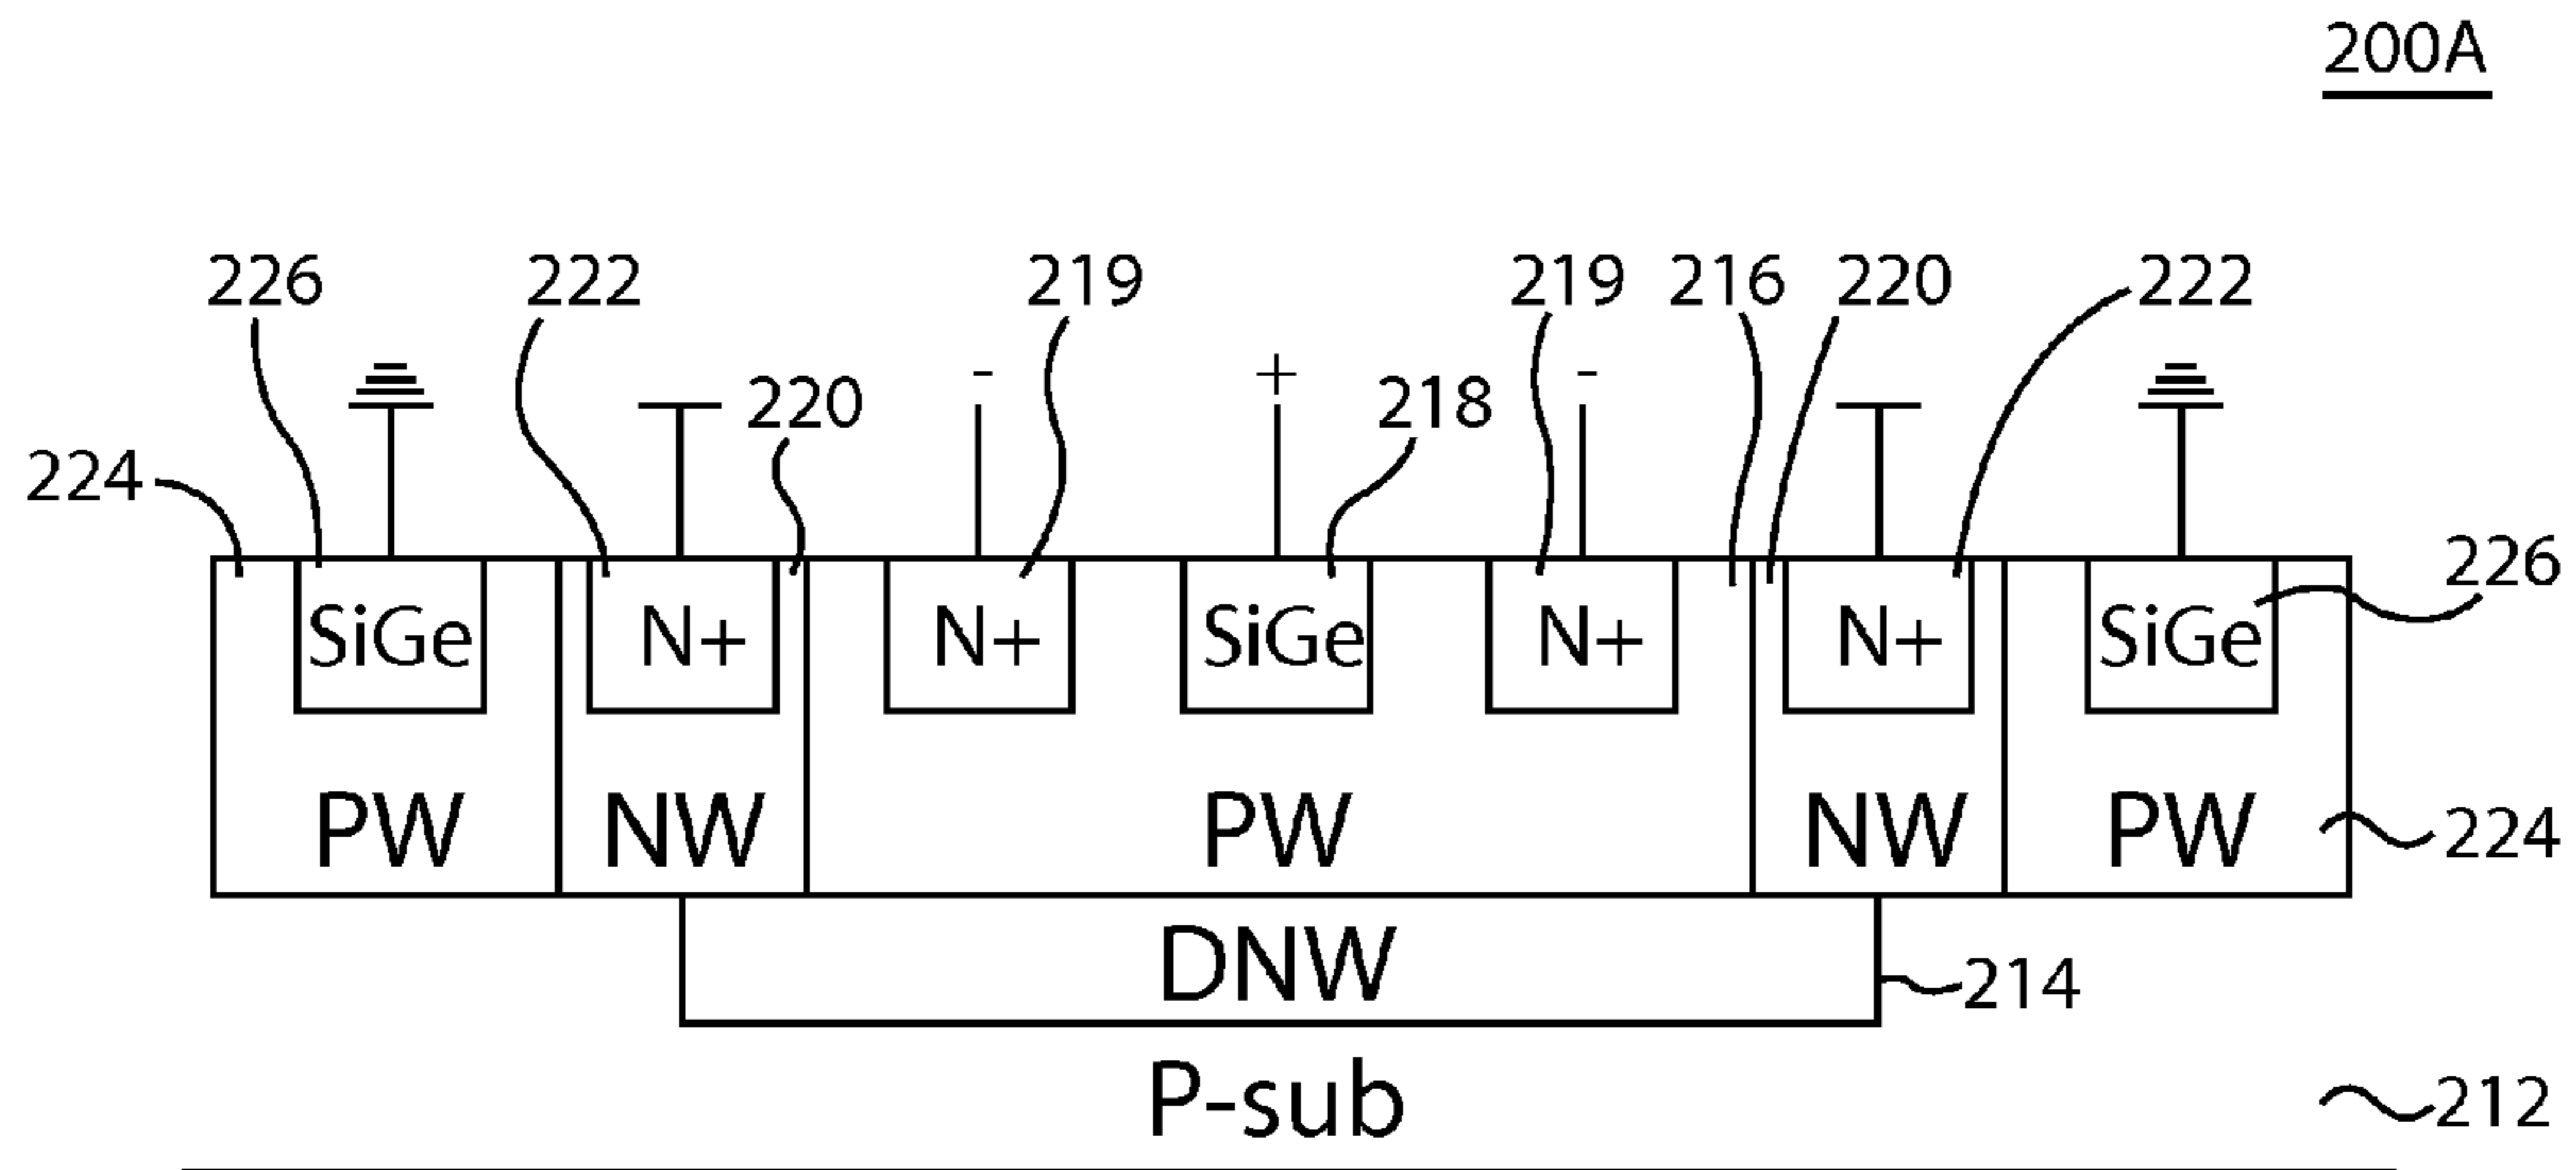 200A
226 222 219 219 216 220 222
- + -
220 218
224
226
SiGe N+ N+ SiGe N+ N+ SiGe
PW NW PW NW PW
224
DNW
214
P-sub
212